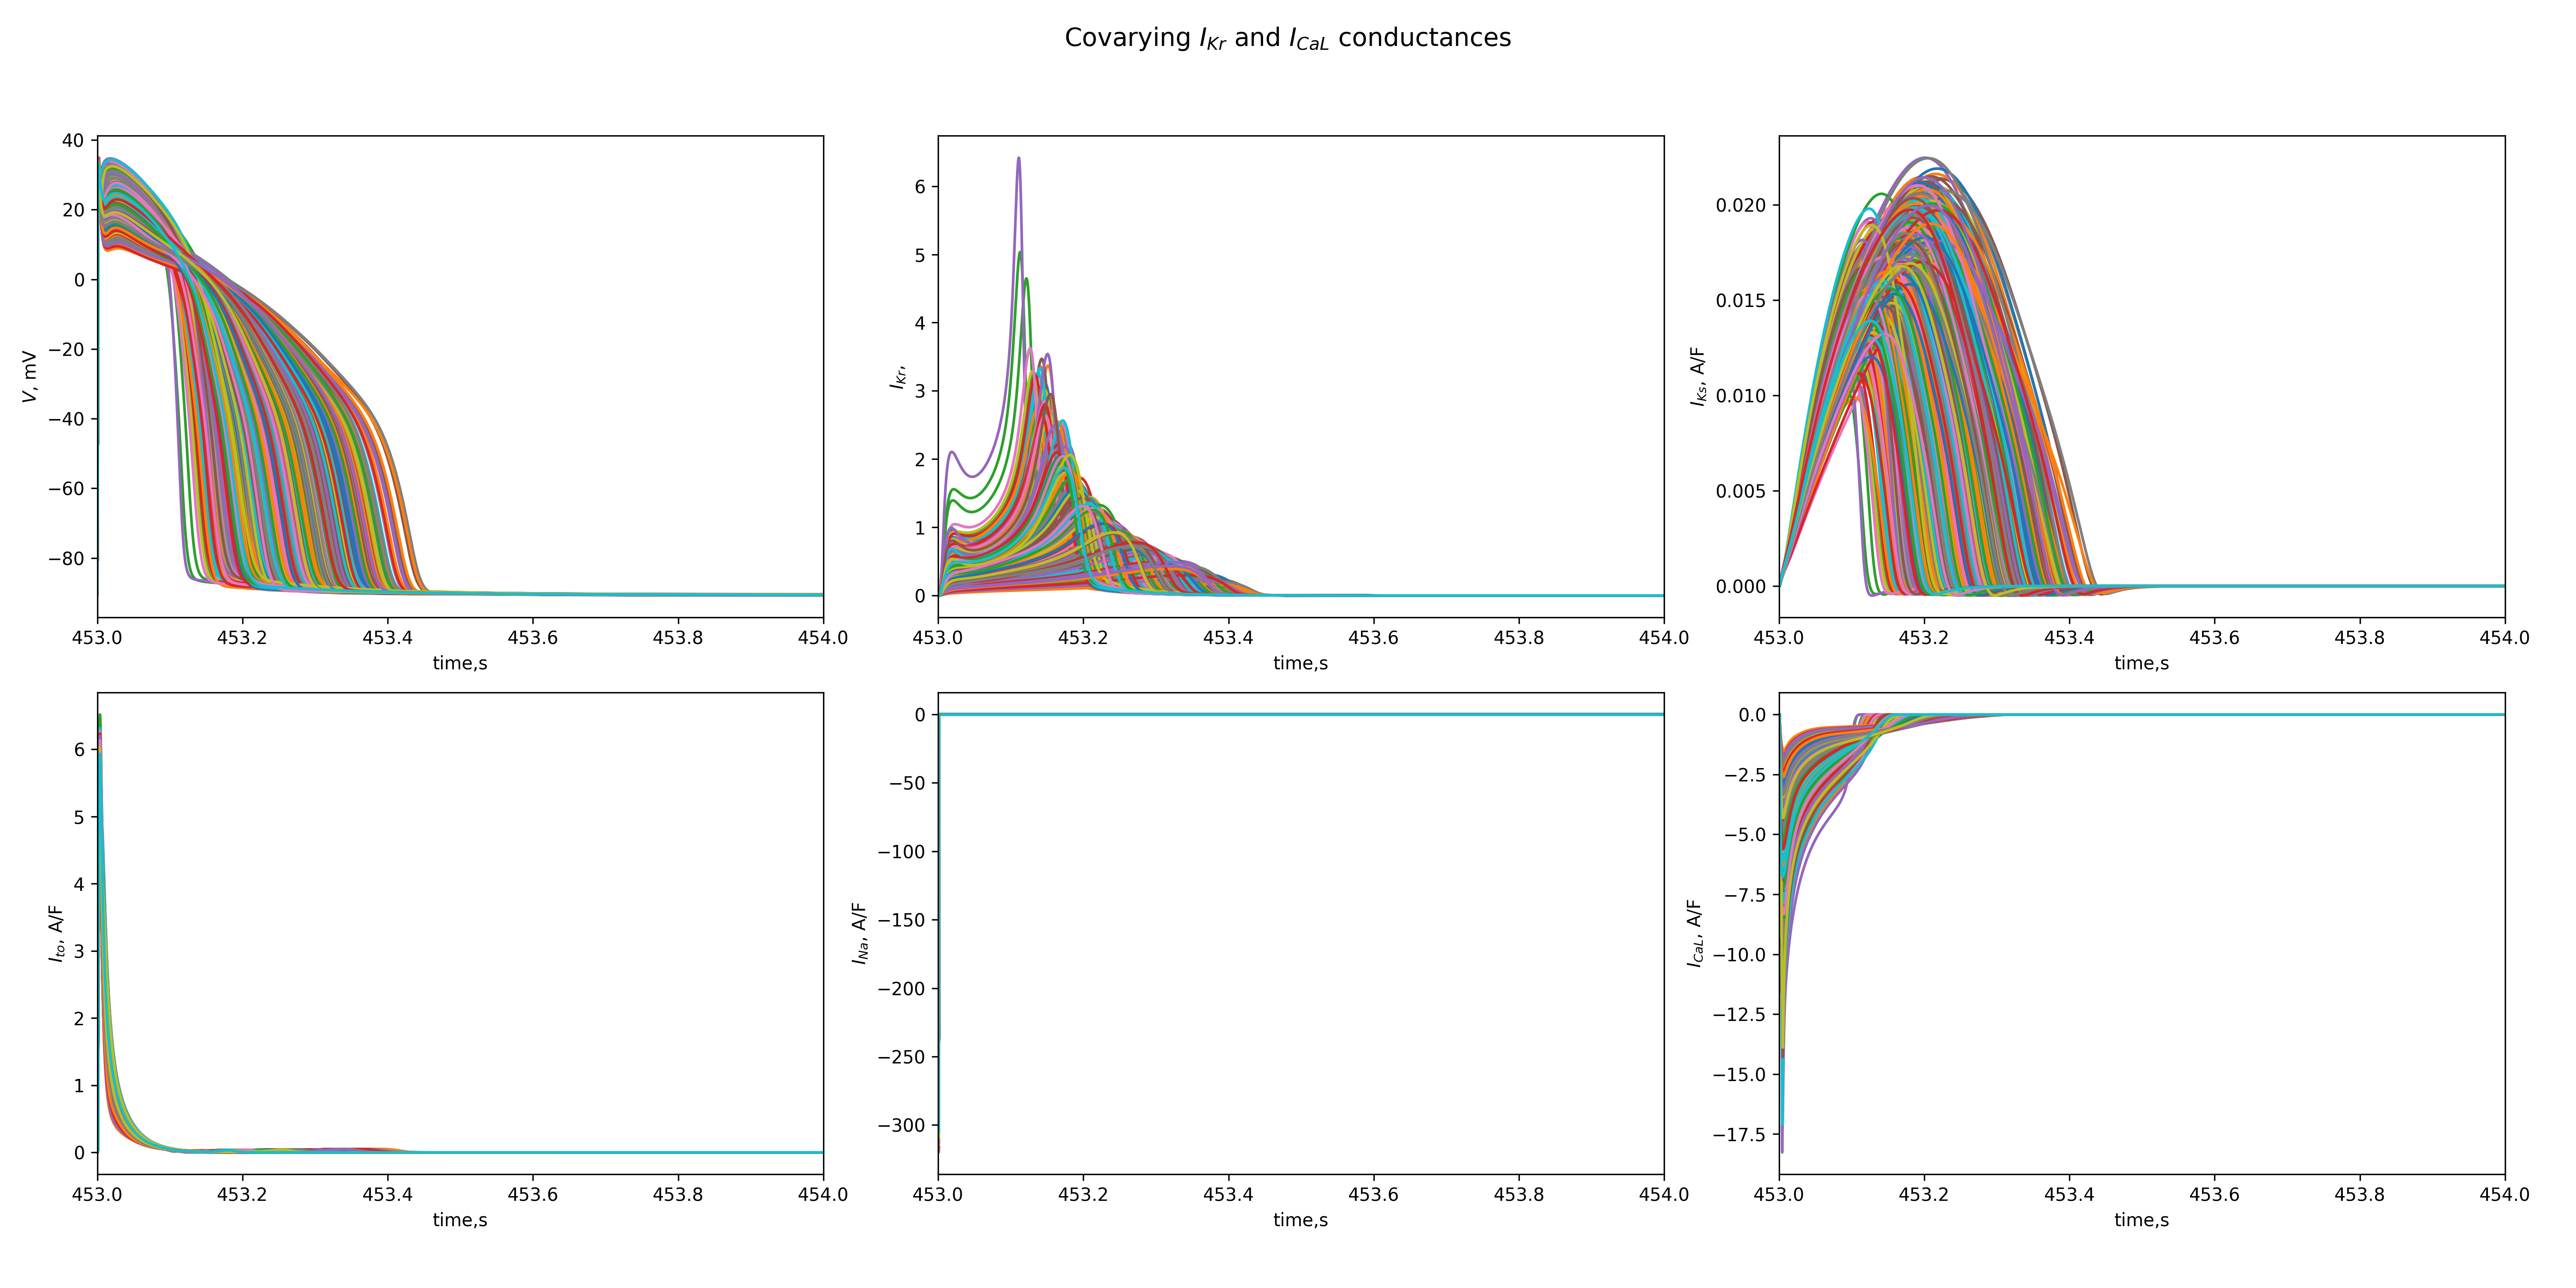 Covarying I_Kr and I_CaL conductances
40
20
0
−20
−40
−60
−80
V, mV
453.0 453.2 453.4 453.6 453.8 454.0
time,s
6
5
4
3
2
1
0
I_Kr,
453.0 453.2 453.4 453.6 453.8 454.0
time,s
0.020
0.015
0.010
0.005
0.000
I_Ks, A/F
453.0 453.2 453.4 453.6 453.8 454.0
time,s
6
5
4
3
2
1
0
I_to, A/F
453.0 453.2 453.4 453.6 453.8 454.0
time,s
0
−50
−100
−150
−200
−250
−300
I_Na, A/F
453.0 453.2 453.4 453.6 453.8 454.0
time,s
0.0
−2.5
−5.0
−7.5
−10.0
−12.5
−15.0
−17.5
I_CaL, A/F
453.0 453.2 453.4 453.6 453.8 454.0
time,s